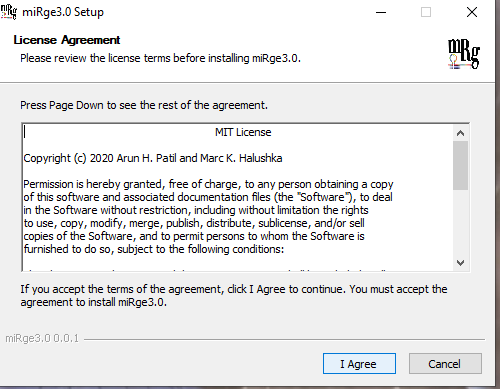 miRge3.0 Setup
License Agreement
Please review the license terms before installing miRge3.0.
mRg
Press Page Down to see the rest of the agreement.
MIT License
Copyright (c) 2020 Arun H. Patil and Marc K. Halushka
Permission is hereby granted, free of charge, to any person obtaining a copy
of this software and associated documentation files (the "Software"), to deal
in the Software without restriction, including without limitation the rights
to use, copy, modify, merge, publish, distribute, sublicense, and/or sell
copies of the Software, and to permit persons to whom the Software is
furnished to do so, subject to the following conditions:
If you accept the terms of the agreement, click I Agree to continue. You must accept the
agreement to install miRge3.0.
miRge3.0 0.0.1
I Agree
Cancel